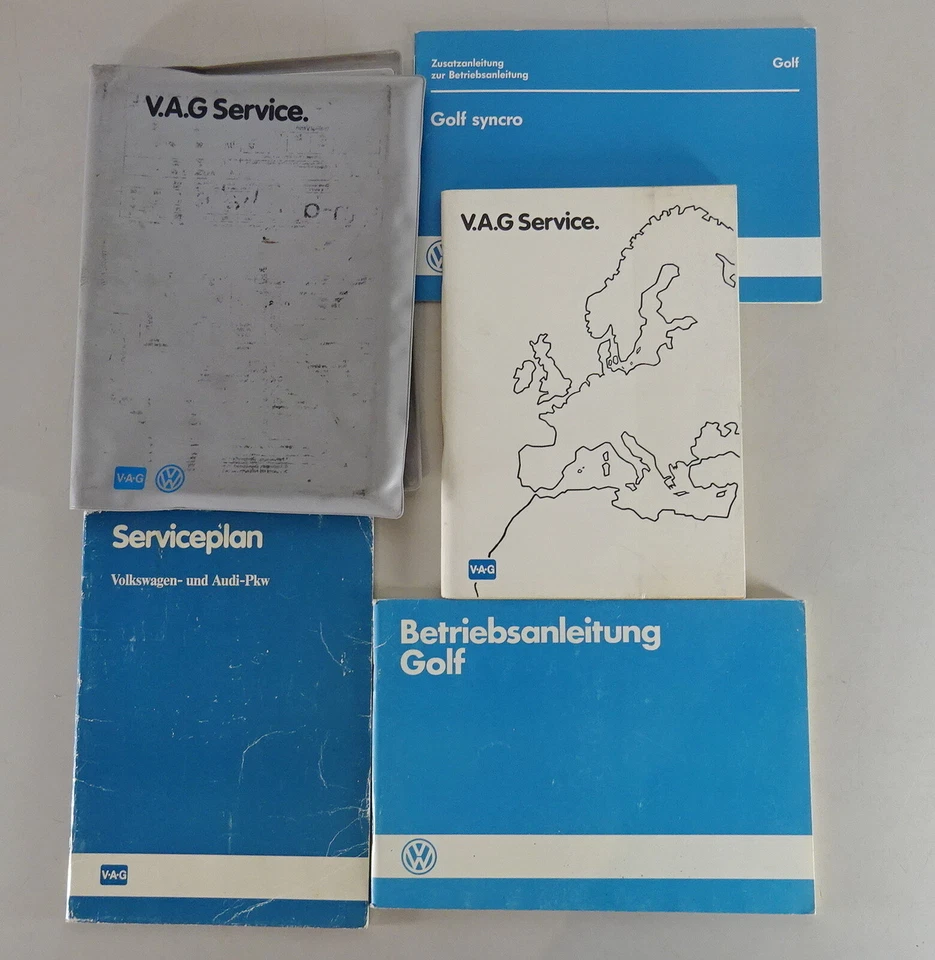 V.A.G Service.
V·A·G
Zusatzanleitung
zur Betriebsanleitung
Golf
Golf syncro
V.A.G Service.
V·A·G
Serviceplan
Volkswagen- und Audi-Pkw
V·A·G
Betriebsanleitung
Golf